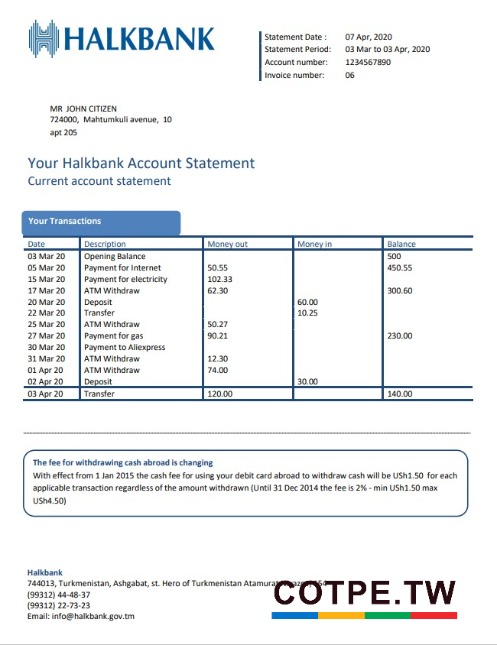 HALKBANK
Statement Date : 07 Apr, 2020
Statement Period: 03 Mar to 03 Apr, 2020
Account number: 1234567890
Invoice number: 06
MR JOHN CITIZEN
724000, Mahtumkuli avenue, 10
apt 205
Your Halkbank Account Statement
Current account statement
Your Transactions
Date Description Money out Money in Balance
03 Mar 20 Opening Balance 500
05 Mar 20 Payment for Internet 50.55 450.55
15 Mar 20 Payment for electricity 102.33
17 Mar 20 ATM Withdraw 62.30 300.60
20 Mar 20 Deposit 60.00
22 Mar 20 Transfer 10.25
25 Mar 20 ATM Withdraw 50.27
27 Mar 20 Payment for gas 90.21 230.00
30 Mar 20 Payment to Aliexpress
31 Mar 20 ATM Withdraw 12.30
01 Apr 20 ATM Withdraw 74.00
02 Apr 20 Deposit 30.00
03 Apr 20 Transfer 120.00 140.00
The fee for withdrawing cash abroad is changing
With effect from 1 Jan 2015 the cash fee for using your debit card abroad to withdraw cash will be USh1.50 for each
applicable transaction regardless of the amount withdrawn (Until 31 Dec 2014 the fee is 2% - min USh1.50 max
USh4.50)
Halkbank
744013, Turkmenistan, Ashgabat, st. Hero of Turkmenistan
(99312) 44-48-37
(99312) 22-73-23
Email: info@halkbank.gov.tm
COTPE.TW